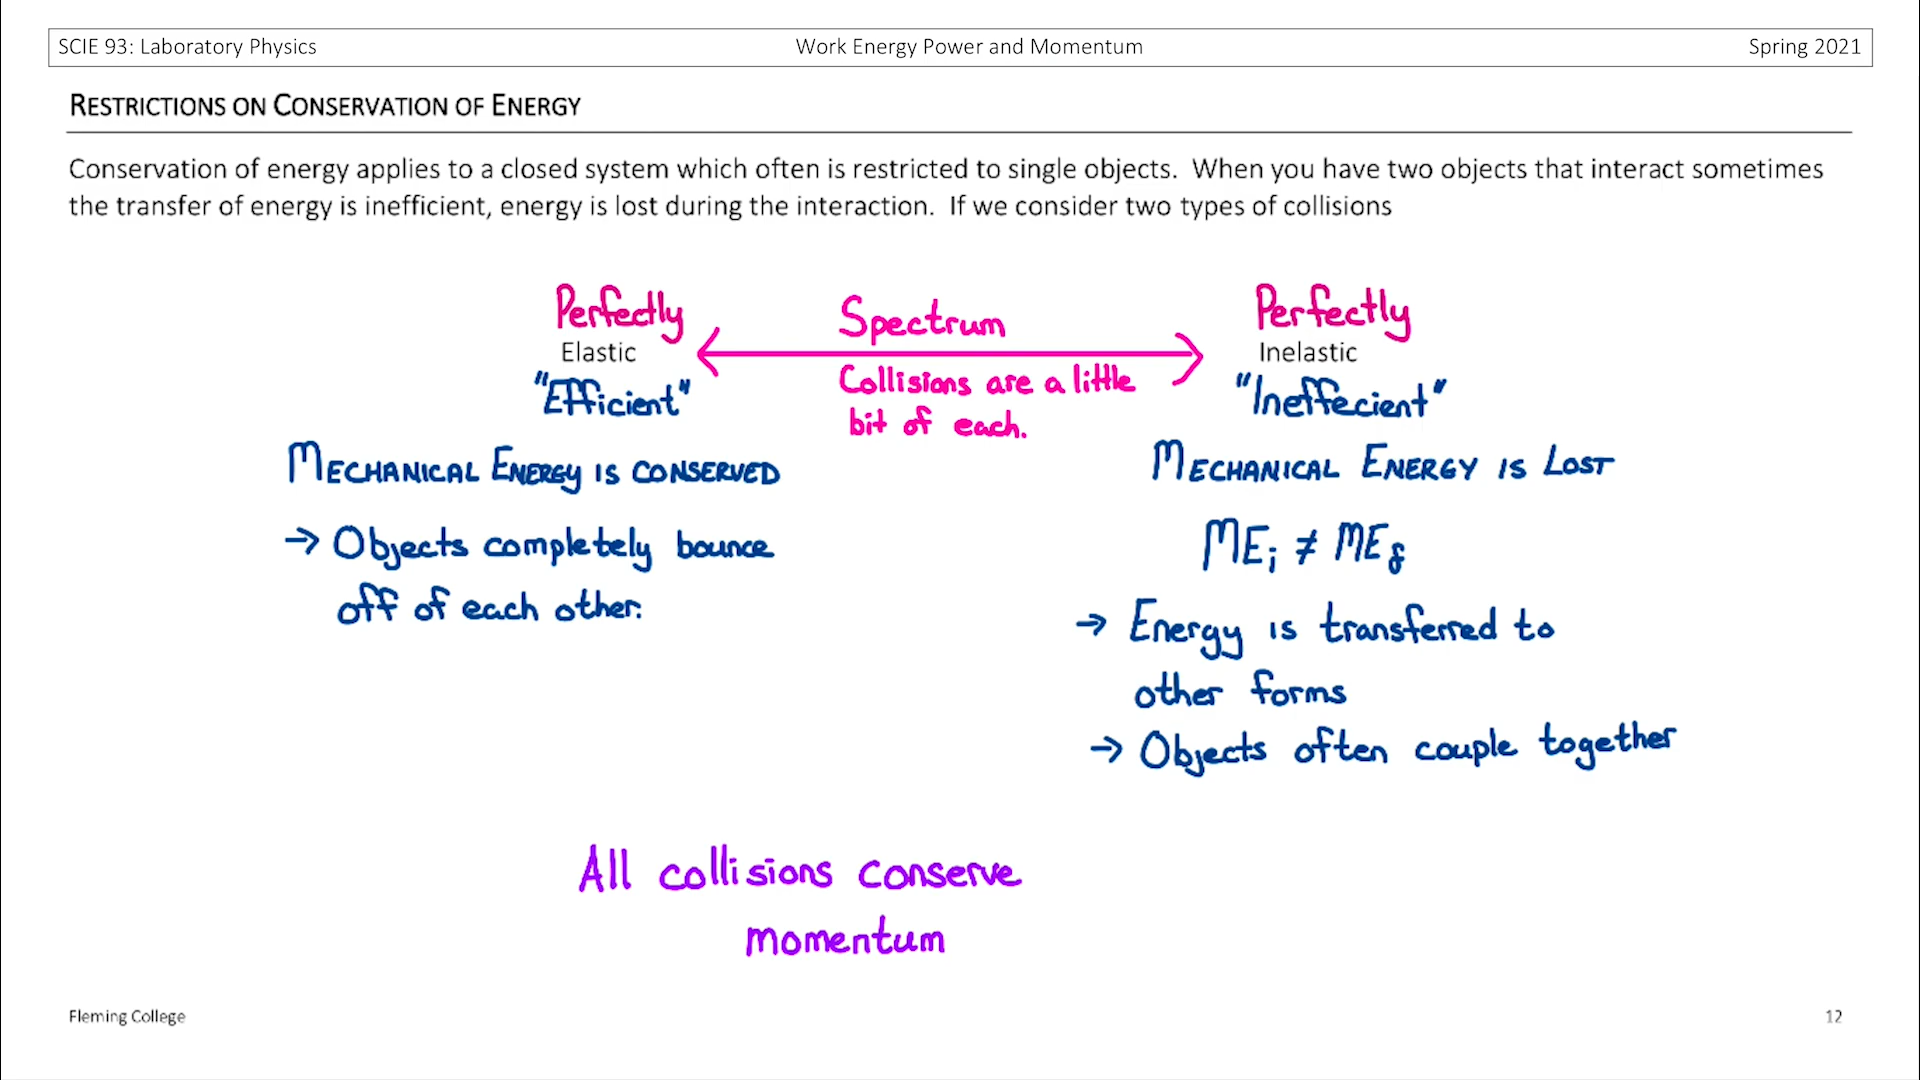 SCIE 93: Laboratory Physics Work Energy Power and Momentum Spring 2021
RESTRICTIONS ON CONSERVATION OF ENERGY
Conservation of energy applies to a closed system which often is restricted to single objects. When you have two objects that interact sometimes
the transfer of energy is inefficient, energy is lost during the interaction. If we consider two types of collisions
Perfectly Spectrum Perfectly
Elastic Inelastic
"Efficient" Collisions are a little "Ineffecient"
bit of each.
MECHANICAL ENERGY IS CONSERVED MECHANICAL ENERGY IS LOST
→ Objects completely bounce MEi ≠ MEf
off of each other.
→ Energy is transferred to
other forms
→ Objects often couple together
All collisions conserve
momentum
Fleming College 12